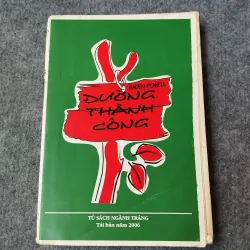 BADEN POWELL
ĐƯỜNG
THÀNH
CÔNG
TỦ SÁCH NGÀNH TRÁNG
Tái bản năm 2006